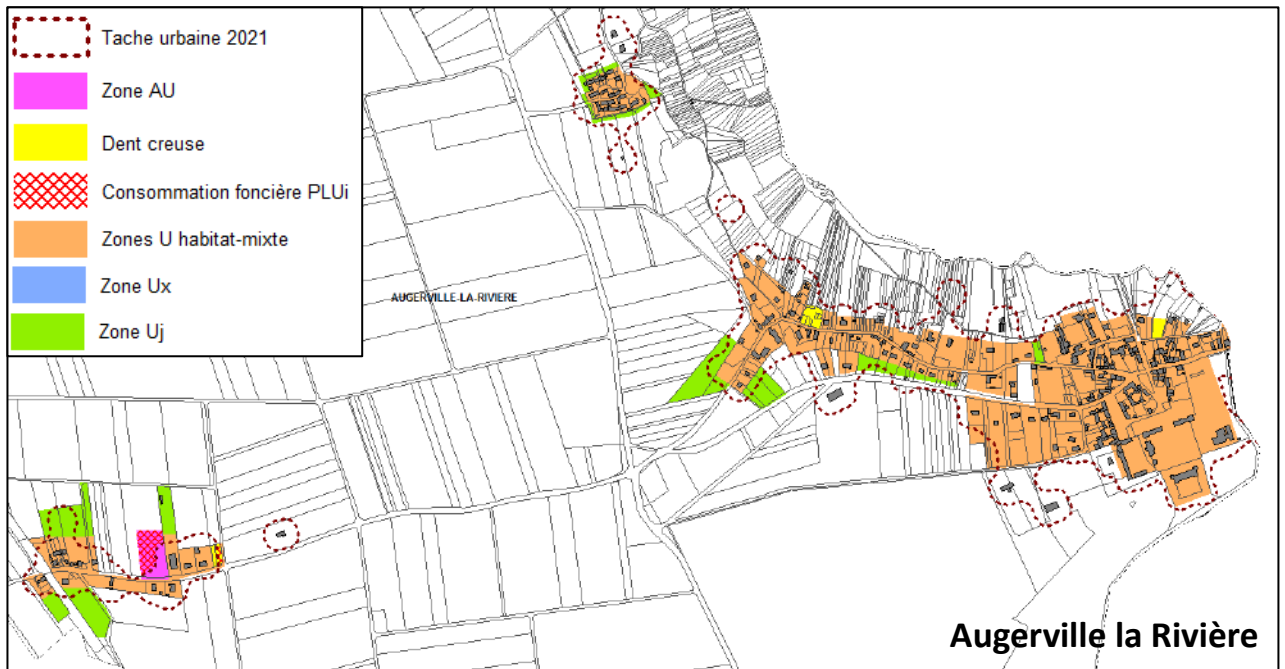 Tache urbaine 2021
Zone AU
Dent creuse
Consommation foncière PLUi
Zones U habitat-mixte
Zone Ux
Zone Uj
AUGERVILLE-LA-RIVIERE
Augerville la Rivière